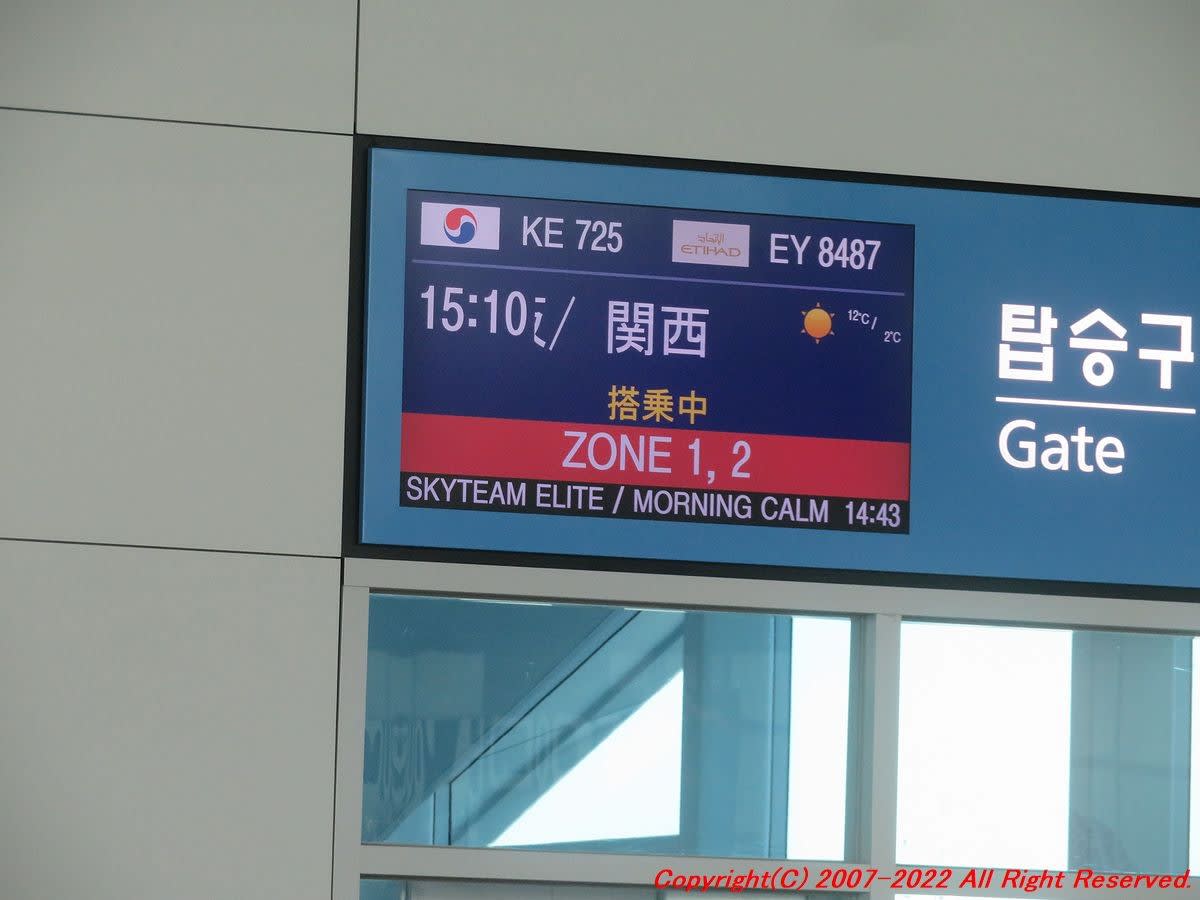 KE 725
الإتحاد
ETIHAD
EY 8487
15:10
関西
12℃ /
2℃
搭乗中
ZONE 1, 2
SKYTEAM ELITE / MORNING CALM 14:43
탑승구
Gate
Copyright(C) 2007-2022 All Right Reserved.